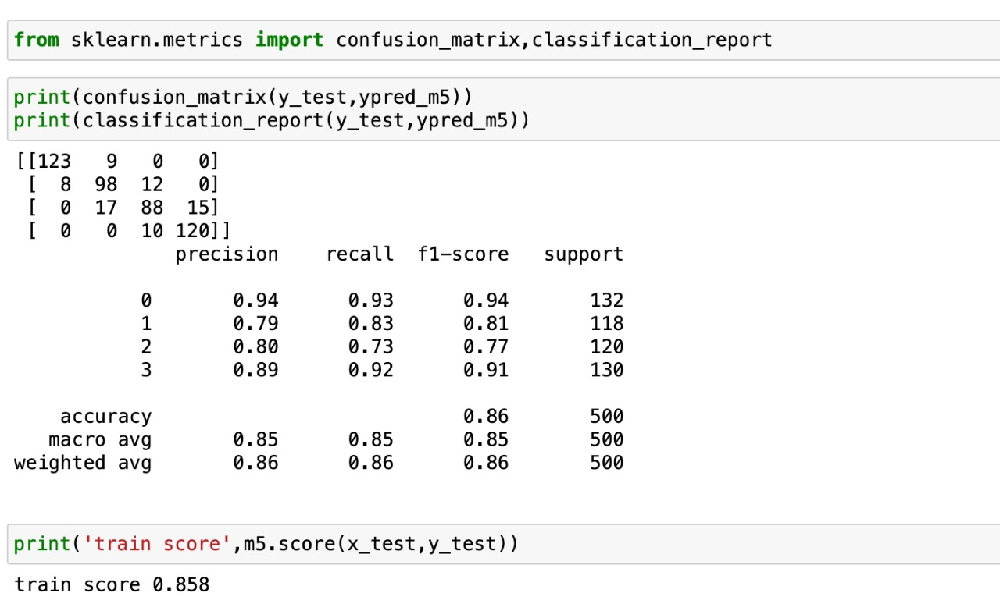 from sklearn.metrics import confusion_matrix,classification_report
print(confusion_matrix(y_test,ypred_m5))
print(classification_report(y_test,ypred_m5))
[[123   9   0   0]
 [  8  98  12   0]
 [  0  17  88  15]
 [  0   0  10 120]]
              precision    recall  f1-score   support
           0       0.94      0.93      0.94       132
           1       0.79      0.83      0.81       118
           2       0.80      0.73      0.77       120
           3       0.89      0.92      0.91       130
    accuracy                           0.86       500
   macro avg       0.85      0.85      0.85       500
weighted avg       0.86      0.86      0.86       500
print('train score',m5.score(x_test,y_test))
train score 0.858